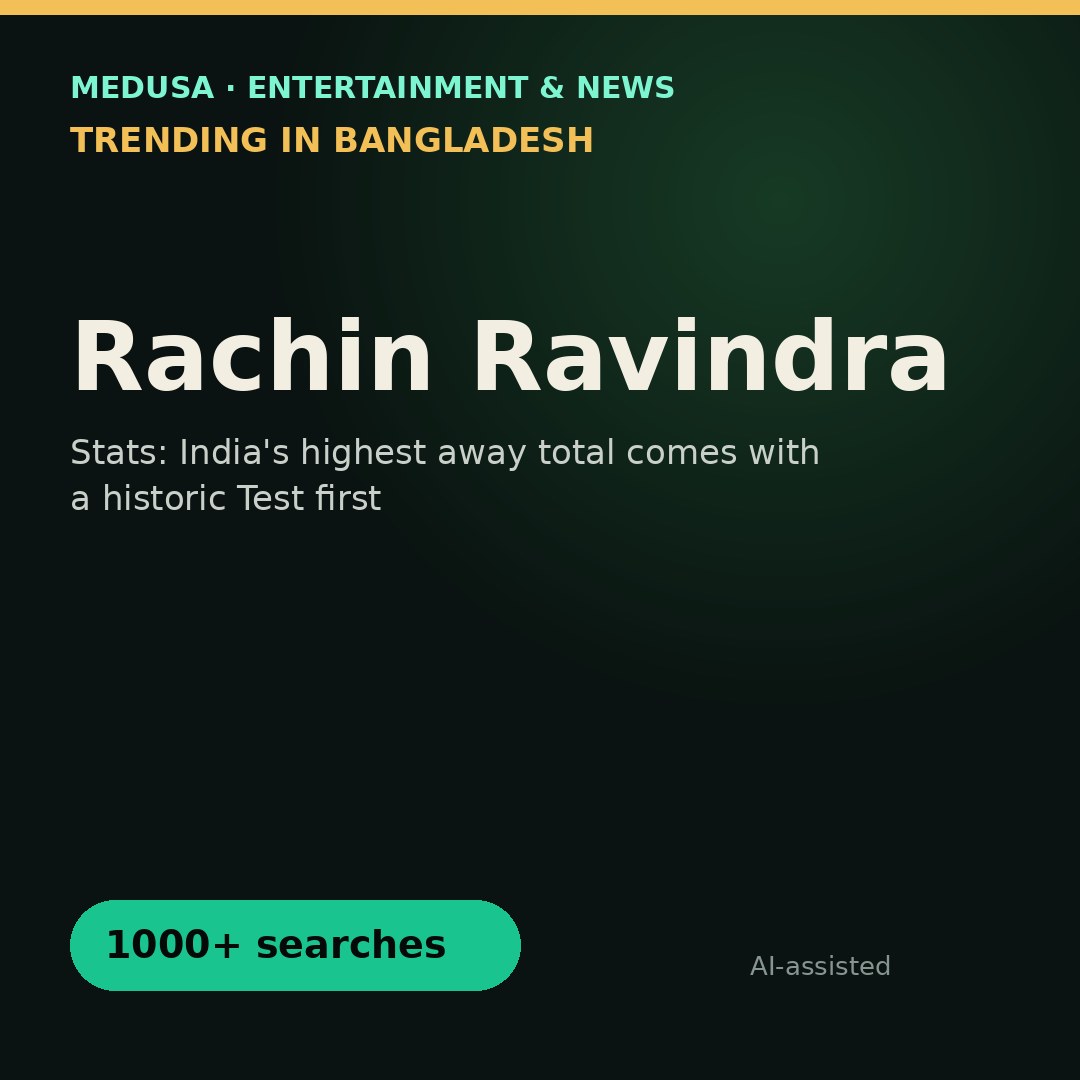 MEDUSA · ENTERTAINMENT & NEWS
TRENDING IN BANGLADESH
Rachin Ravindra
Stats: India's highest away total comes with
a historic Test first
1000+ searches
AI-assisted